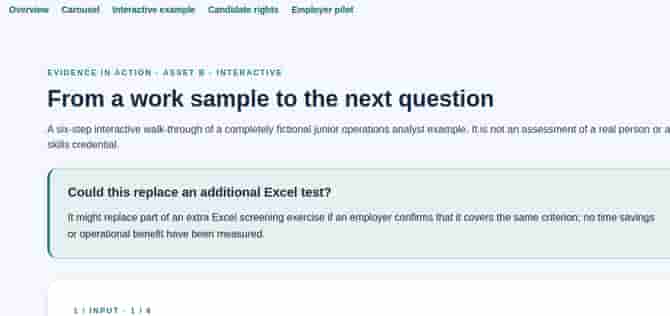 Overview Carousel Interactive example Candidate rights Employer pilot
EVIDENCE IN ACTION · ASSET B · INTERACTIVE
From a work sample to the next question
A six-step interactive walk-through of a completely fictional junior operations analyst example. It is not an assessment of a real person or a
skills credential.
Could this replace an additional Excel test?
It might replace part of an extra Excel screening exercise if an employer confirms that it covers the same criterion; no time savings
or operational benefit have been measured.
1 / INPUT · 1 / 6